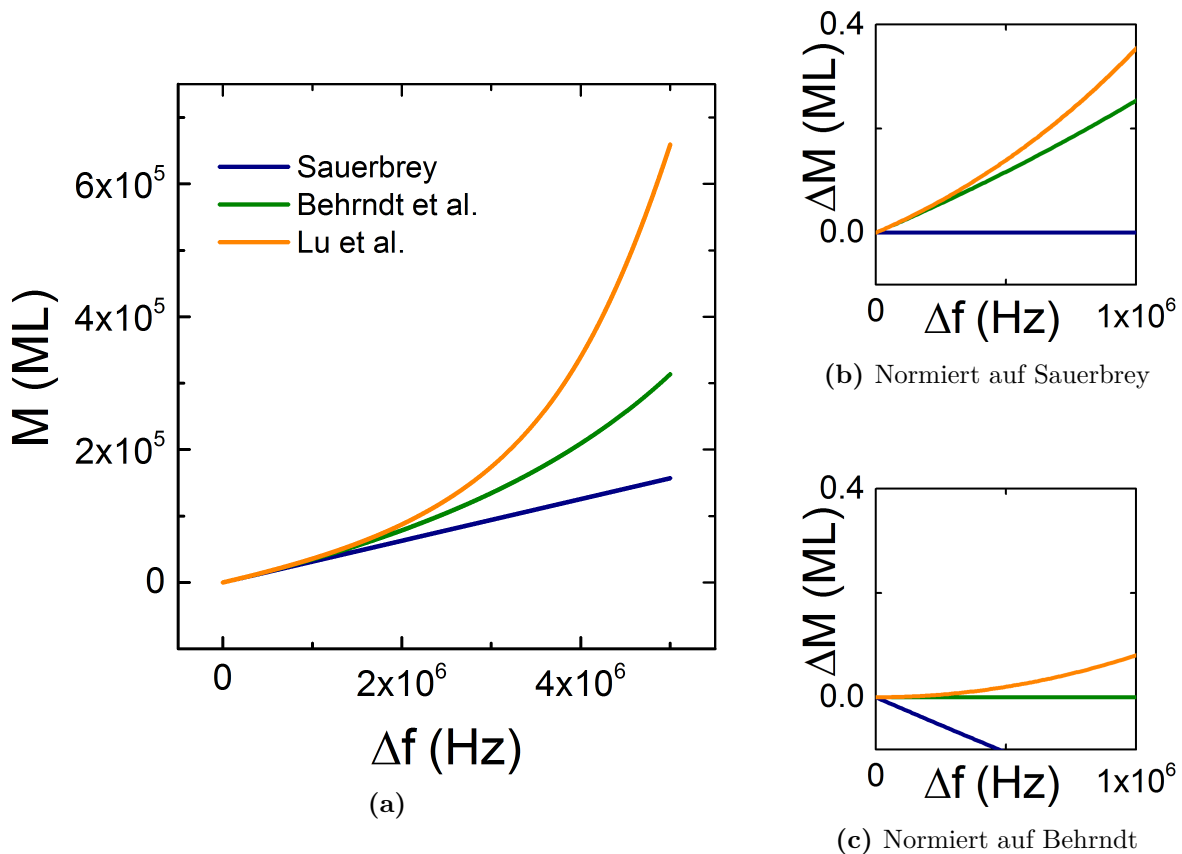 M (ML)
6x10⁵
4x10⁵
2x10⁵
0
Sauerbrey
Behrndt et al.
Lu et al.
0
2x10⁶
4x10⁶
Δf (Hz)
(a)
ΔM (ML)
0.4
0.0
0
1x10⁶
Δf (Hz)
(b) Normiert auf Sauerbrey
ΔM (ML)
0.4
0.0
0
1x10⁶
Δf (Hz)
(c) Normiert auf Behrndt